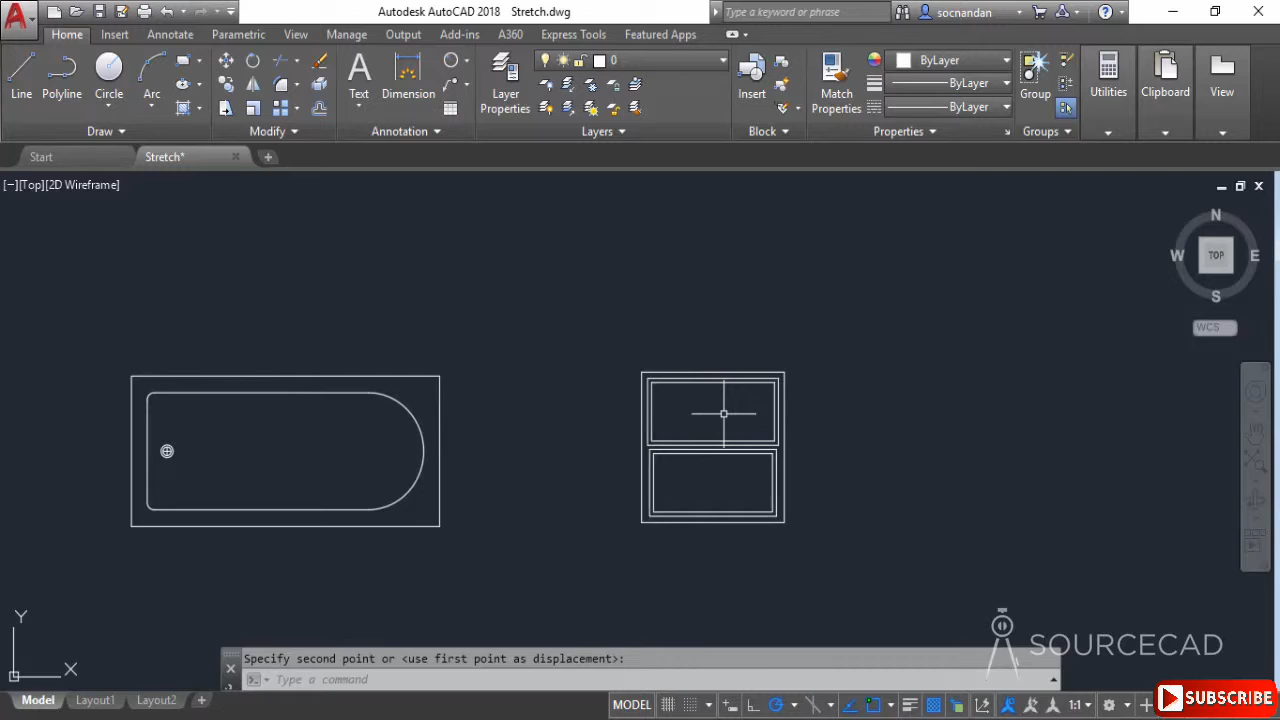 Autodesk AutoCAD 2018 Stretch.dwg
Type a keyword or phrase
socnandan
Home Insert Annotate Parametric View Manage Output Add-ins A360 Express Tools Featured Apps
Line Polyline Circle Arc
Draw
Modify
Text Dimension
Annotation
Layer Properties
0
Layers
Insert
Block
Match Properties
ByLayer
ByLayer
ByLayer
Properties
Group
Groups
Utilities
Clipboard
View
Start
Stretch*
[−][Top][2D Wireframe]
N
W TOP E
S
WCS
Y
X
SOURCECAD
Specify second point or <use first point as displacement>:
Type a command
Model Layout1 Layout2
MODEL
1:1
SUBSCRIBE